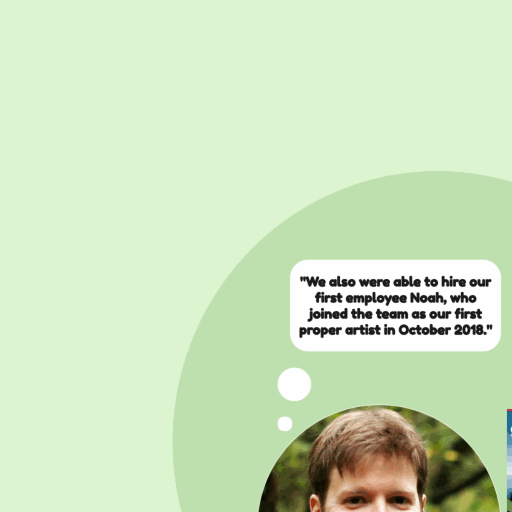 "We also were able to hire our
first employee Noah, who
joined the team as our first
proper artist in October 2018."